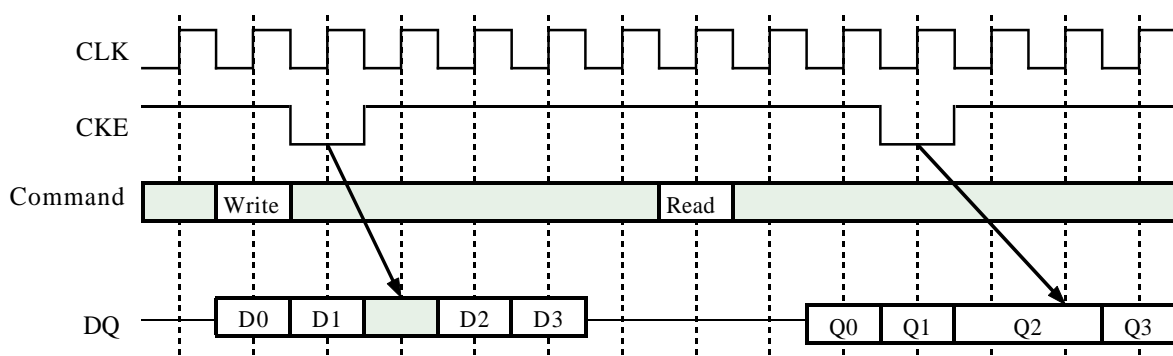 CLK
CKE
Command Write Read
DQ D0 D1 D2 D3 Q0 Q1 Q2 Q3